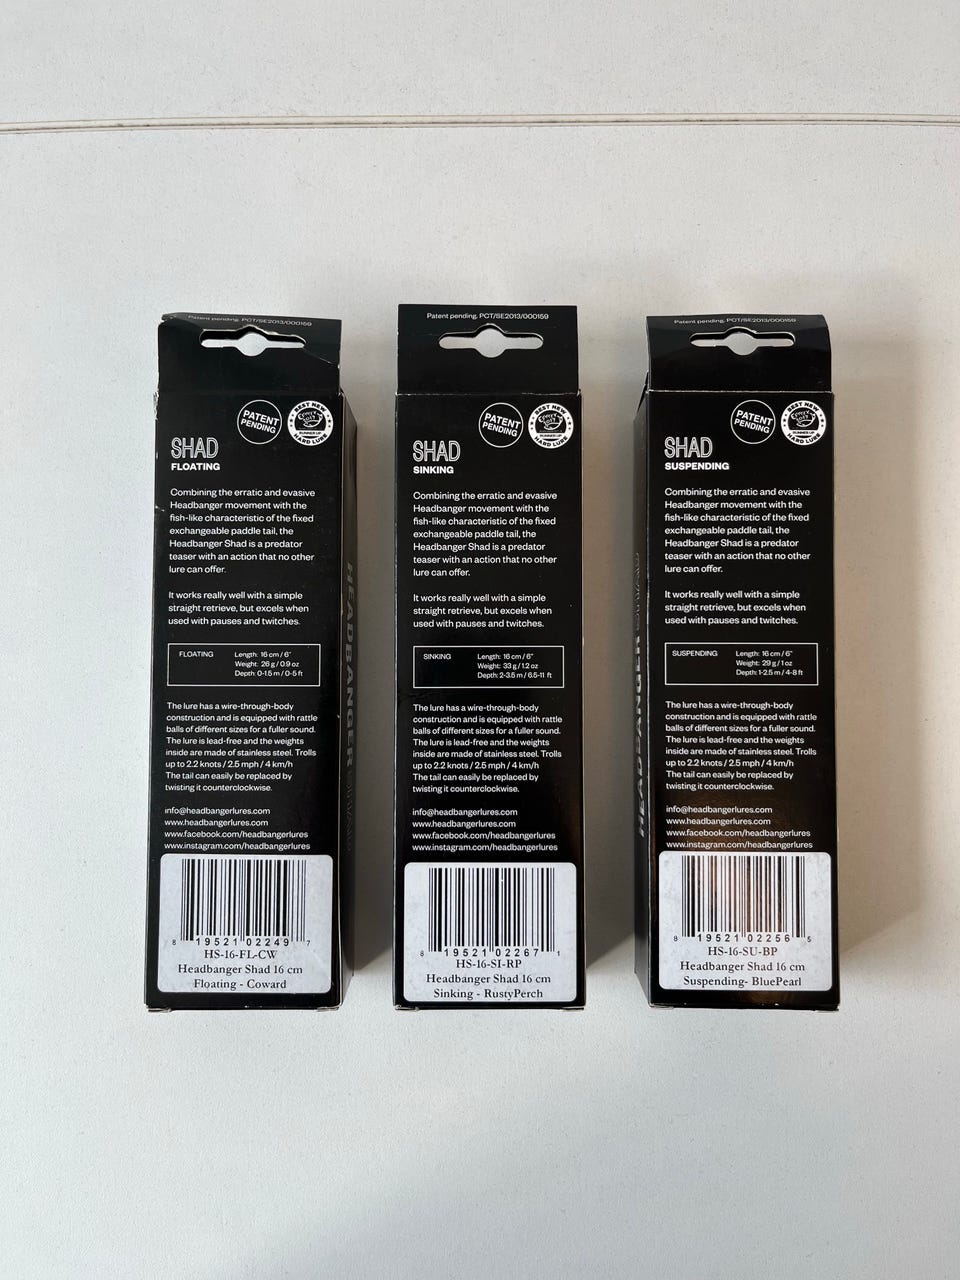 Patent pending. PCT/SE2013/000159
PATENT
PENDING
BEST NEW
RUNNER UP
HARD LURE
SHAD
FLOATING
Combining the erratic and evasive
Headbanger movement with the
fish-like characteristic of the fixed
exchangeable paddle tail, the
Headbanger Shad is a predator
teaser with an action that no other
lure can offer.
It works really well with a simple
straight retrieve, but excels when
used with pauses and twitches.
FLOATING
Length: 16 cm / 6"
Weight: 26 g / 0.9 oz
Depth: 0-1.5 m / 0-5 ft
The lure has a wire-through-body
construction and is equipped with rattle
balls of different sizes for a fuller sound.
The lure is lead-free and the weights
inside are made of stainless steel. Trolls
up to 2.2 knots / 2.5 mph / 4 km/h
The tail can easily be replaced by
twisting it counterclockwise.
info@headbangerlures.com
www.headbangerlures.com
www.facebook.com/headbangerlures
www.instagram.com/headbangerlures
8 19521 02249 7
HS-16-FL-CW
Headbanger Shad 16 cm
Floating - Coward
HEADBANGER
Patent pending. PCT/SE2013/000159
PATENT
PENDING
BEST NEW
RUNNER UP
HARD LURE
SHAD
SINKING
Combining the erratic and evasive
Headbanger movement with the
fish-like characteristic of the fixed
exchangeable paddle tail, the
Headbanger Shad is a predator
teaser with an action that no other
lure can offer.
It works really well with a simple
straight retrieve, but excels when
used with pauses and twitches.
SINKING
Length: 16 cm / 6"
Weight: 33 g / 1.2 oz
Depth: 2-3.5 m / 6.5-11 ft
The lure has a wire-through-body
construction and is equipped with rattle
balls of different sizes for a fuller sound.
The lure is lead-free and the weights
inside are made of stainless steel. Trolls
up to 2.2 knots / 2.5 mph / 4 km/h
The tail can easily be replaced by
twisting it counterclockwise.
info@headbangerlures.com
www.headbangerlures.com
www.facebook.com/headbangerlures
www.instagram.com/headbangerlures
8 19521 02267 1
HS-16-SI-RP
Headbanger Shad 16 cm
Sinking - RustyPerch
Patent pending. PCT/SE2013/000159
PATENT
PENDING
BEST NEW
RUNNER UP
HARD LURE
SHAD
SUSPENDING
Combining the erratic and evasive
Headbanger movement with the
fish-like characteristic of the fixed
exchangeable paddle tail, the
Headbanger Shad is a predator
teaser with an action that no other
lure can offer.
It works really well with a simple
straight retrieve, but excels when
used with pauses and twitches.
SUSPENDING
Length: 16 cm / 6"
Weight: 29 g / 1 oz
Depth: 1-2.5 m / 4-8 ft
The lure has a wire-through-body
construction and is equipped with rattle
balls of different sizes for a fuller sound.
The lure is lead-free and the weights
inside are made of stainless steel. Trolls
up to 2.2 knots / 2.5 mph / 4 km/h
The tail can easily be replaced by
twisting it counterclockwise.
info@headbangerlures.com
www.headbangerlures.com
www.facebook.com/headbangerlures
www.instagram.com/headbangerlures
8 19521 02256 5
HS-16-SU-BP
Headbanger Shad 16 cm
Suspending- BluePearl
HEADBANGER